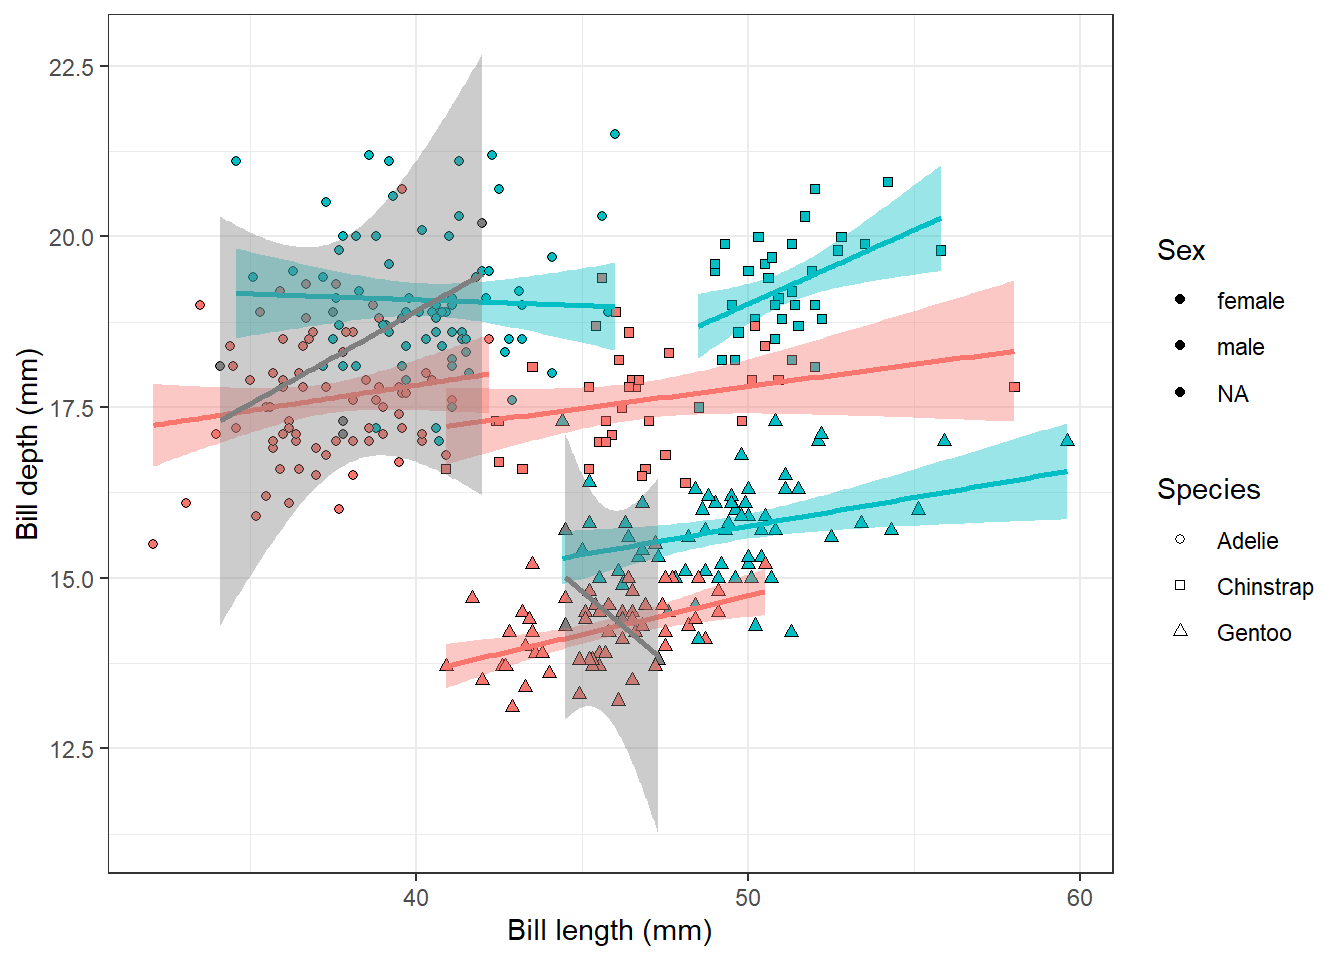 22.5
20.0
17.5
15.0
12.5
Bill depth (mm)
40
50
60
Bill length (mm)
Sex
female
male
NA
Species
Adelie
Chinstrap
Gentoo